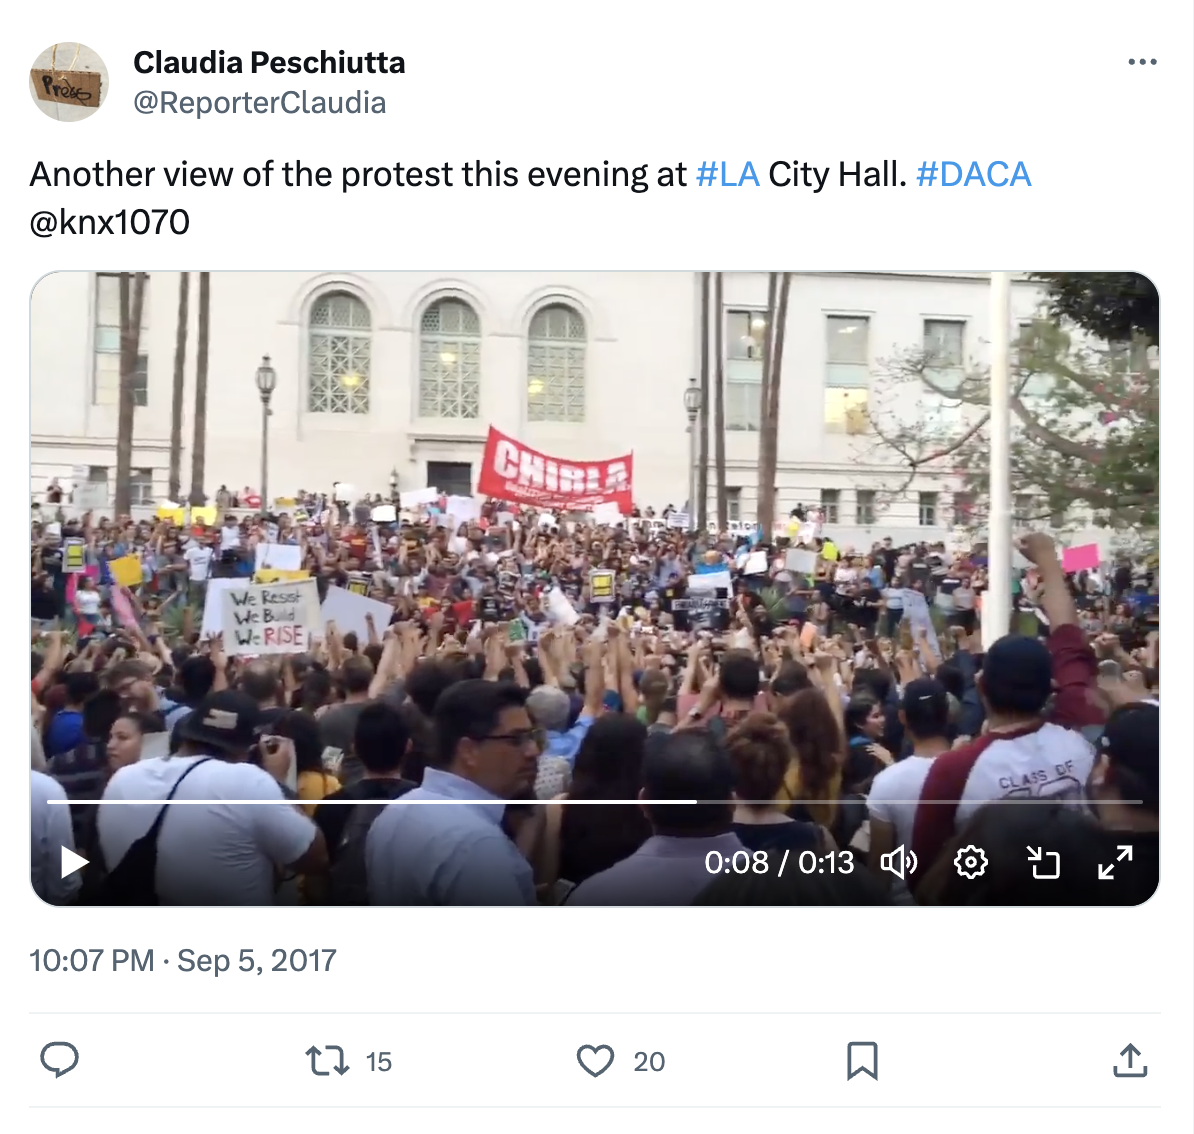 Press
Claudia Peschiutta
@ReporterClaudia
Another view of the protest this evening at #LA City Hall. #DACA
@knx1070
CHIRLA
We Resist
We Build
We RISE
CLASS OF
0:08 / 0:13
10:07 PM · Sep 5, 2017
15
20